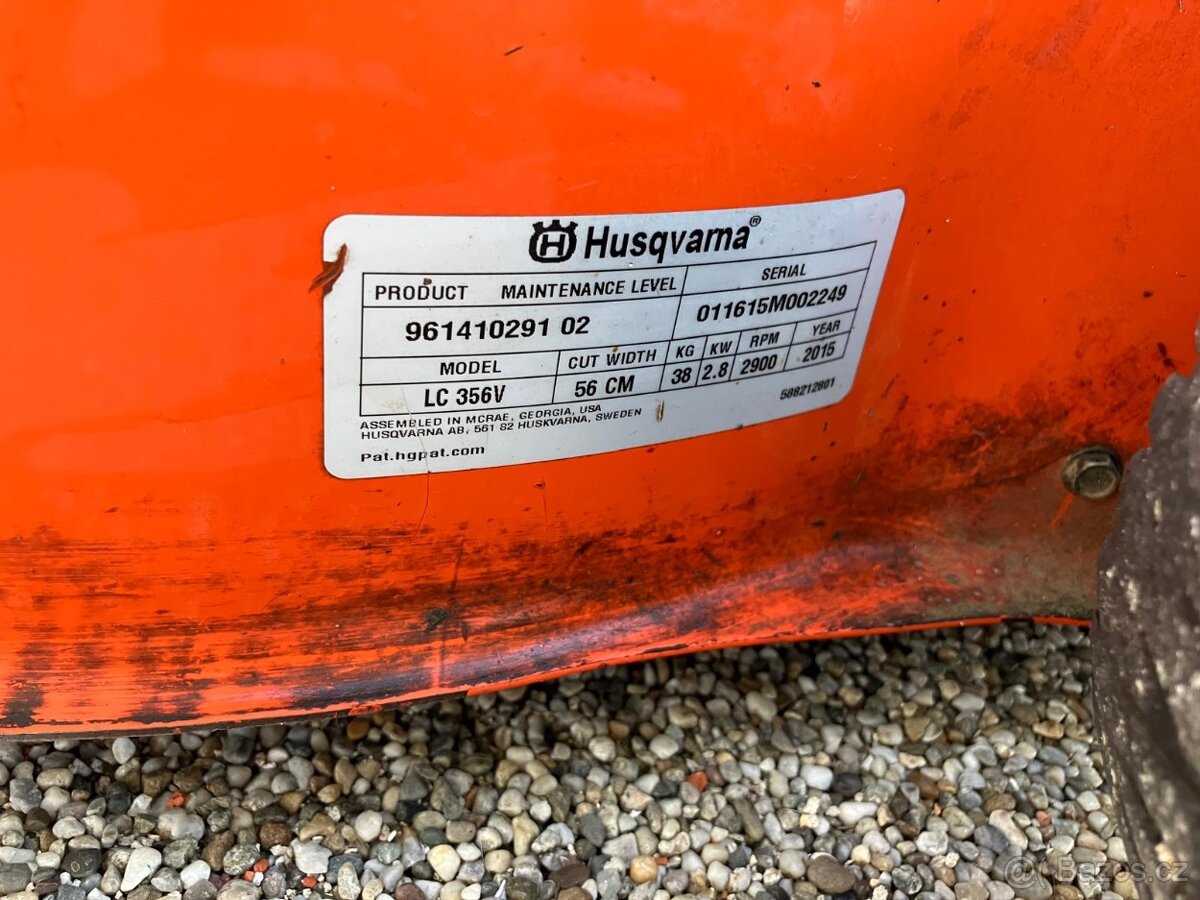 Husqvarna®
PRODUCT MAINTENANCE LEVEL SERIAL
961410291 02 011615M002249
MODEL CUT WIDTH KG KW RPM YEAR
LC 356V 56 CM 38 2.8 2900 2015
ASSEMBLED IN MCRAE, GEORGIA, USA 588212801
HUSQVARNA AB, 561 82 HUSKVARNA, SWEDEN
Pat.hgpat.com
Bazos.cz